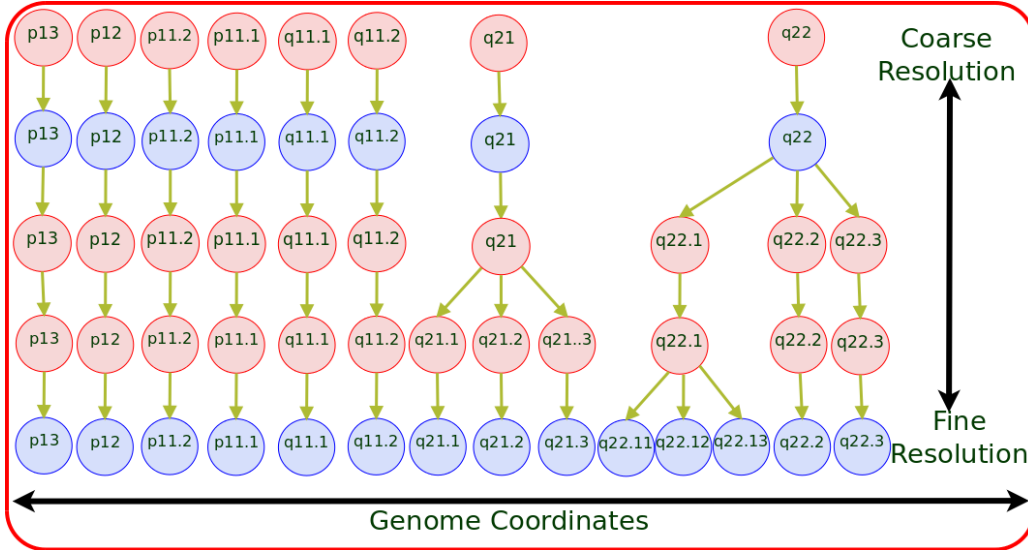 p13 p12 p11.2 p11.1 q11.1 q11.2 q21 q22
Coarse
Resolution
p13 p12 p11.2 p11.1 q11.1 q11.2 q21 q22
p13 p12 p11.2 p11.1 q11.1 q11.2 q21 q22.1 q22.2 q22.3
p13 p12 p11.2 p11.1 q11.1 q11.2 q21.1 q21.2 q21..3 q22.1 q22.2 q22.3
p13 p12 p11.2 p11.1 q11.1 q11.2 q21.1 q21.2 q21.3 q22.11 q22.12 q22.13 q22.2 q22.3
Fine
Resolution
Genome Coordinates